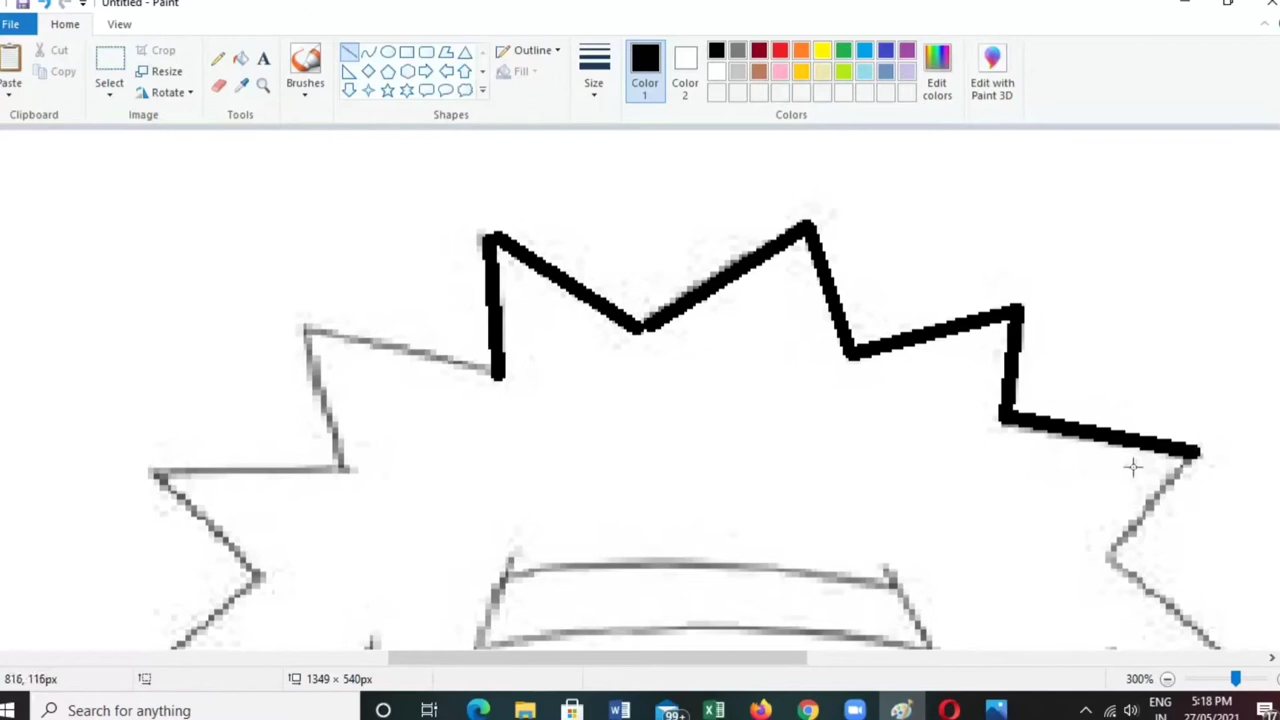 Untitled - Paint
File
Home
View
Paste
Cut
Copy
Clipboard
Select
Crop
Resize
Rotate
Image
Tools
Brushes
Outline
Fill
Shapes
Size
Color 1
Color 2
Edit colors
Colors
Edit with Paint 3D
816, 116px
1349 × 540px
300%
Search for anything
99+
ENG
IN
5:18 PM
27/05/2021